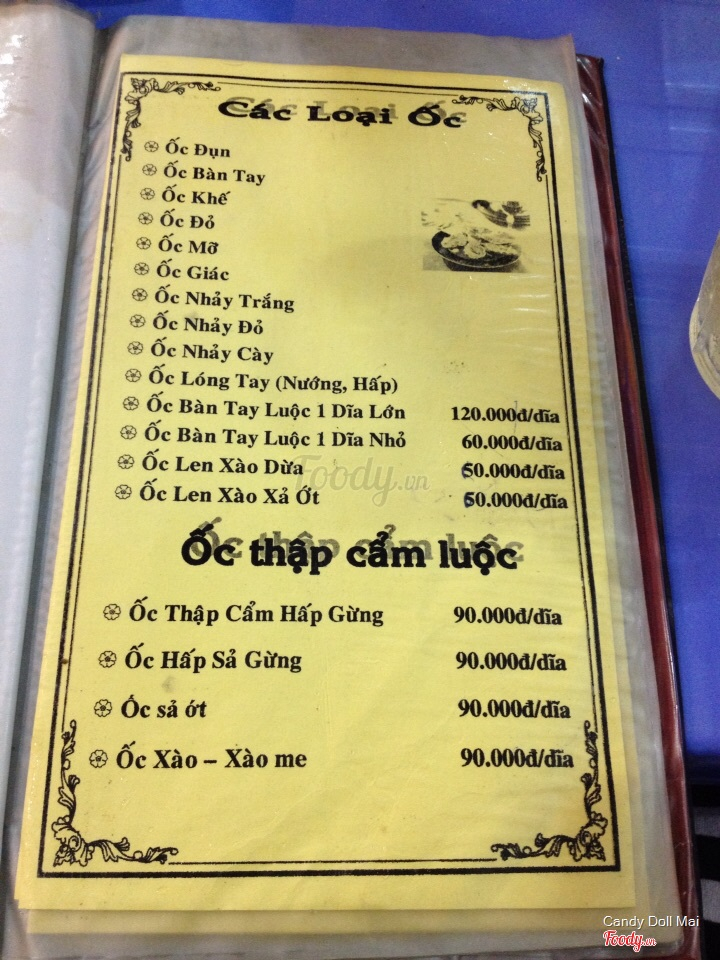 Các Loại Ốc
Ốc Đụn
Ốc Bàn Tay
Ốc Khế
Ốc Đỏ
Ốc Mỡ
Ốc Giác
Ốc Nhảy Trắng
Ốc Nhảy Đỏ
Ốc Nhảy Cày
Ốc Lóng Tay (Nướng, Hấp)
Ốc Bàn Tay Luộc 1 Dĩa Lớn 120.000đ/dĩa
Ốc Bàn Tay Luộc 1 Dĩa Nhỏ 60.000đ/dĩa
Ốc Len Xào Dừa 60.000đ/dĩa
Ốc Len Xào Xả Ớt 60.000đ/dĩa
Foody.vn
Ốc thập cẩm luộc
Ốc Thập Cẩm Hấp Gừng 90.000đ/dĩa
Ốc Hấp Sả Gừng 90.000đ/dĩa
Ốc sả ớt 90.000đ/dĩa
Ốc Xào – Xào me 90.000đ/dĩa
Candy Doll Mai
Foody.vn